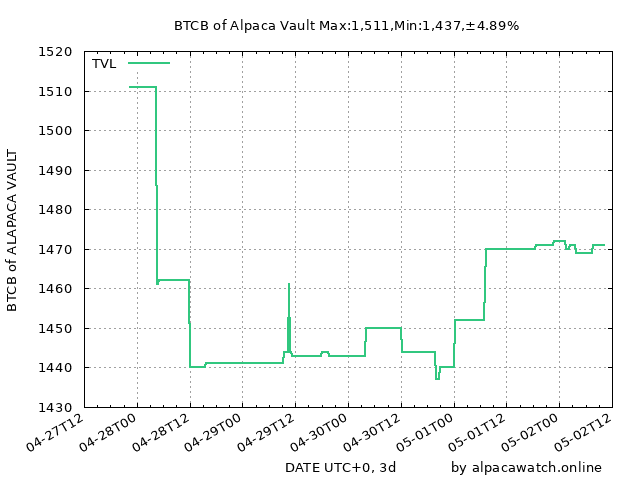 BTCB of Alpaca Vault Max:1,511,Min:1,437,±4.89%
TVL
BTCB of ALAPACA VAULT
1520
1510
1500
1490
1480
1470
1460
1450
1440
1430
04-27T12
04-28T00
04-28T12
04-29T00
04-29T12
04-30T00
04-30T12
05-01T00
05-01T12
05-02T00
05-02T12
DATE UTC+0, 3d
by alpacawatch.online